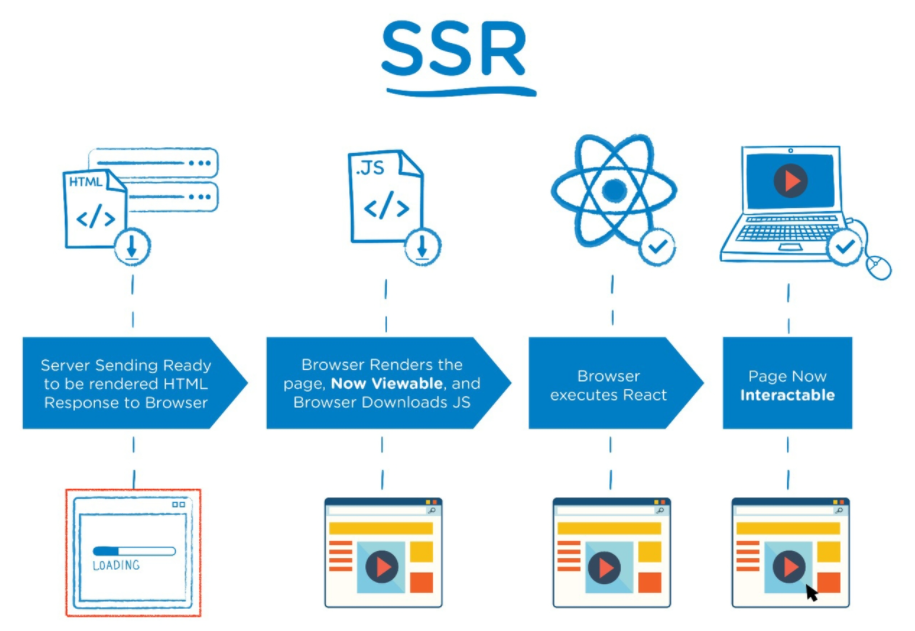 SSR
HTML
</>
.JS
</>
Server Sending Ready
to be rendered HTML
Response to Browser
Browser Renders the
page, Now Viewable, and
Browser Downloads JS
Browser
executes React
Page Now
Interactable
LOADING